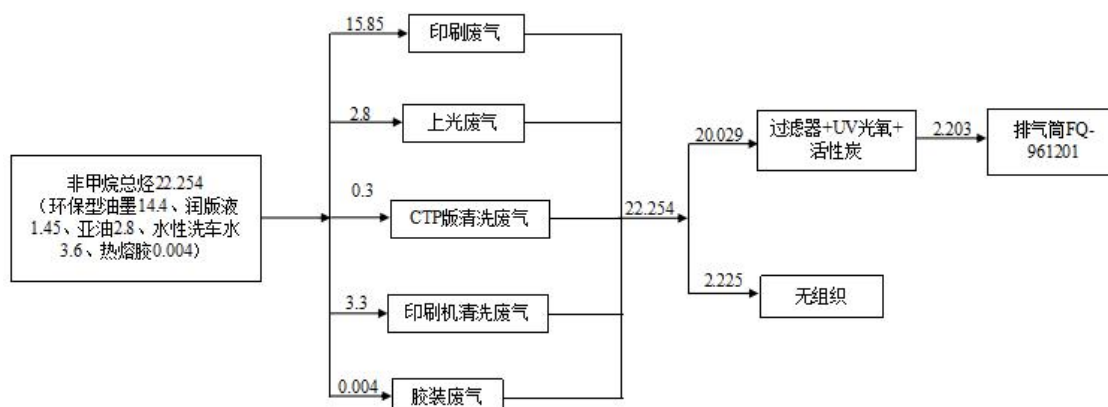 15.85
印刷废气
2.8
上光废气
非甲烷总烃22.254
（环保型油墨14.4、润版液
1.45、亚油2.8、水性洗车水
3.6、热熔胶0.004）
0.3
CTP版清洗废气
3.3
印刷机清洗废气
0.004
胶装废气
22.254
20.029
过滤器+UV光氧+
活性炭
2.203
排气筒FQ-
961201
2.225
无组织